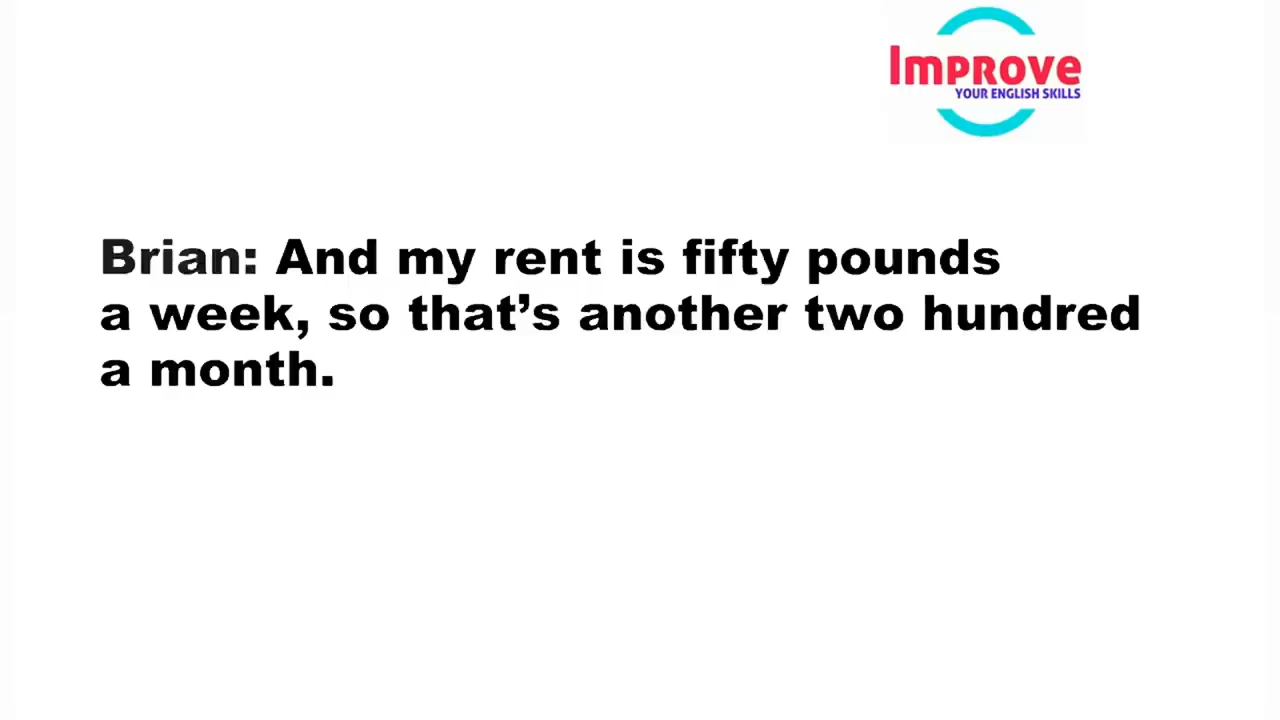 Improve
YOUR ENGLISH SKILLS
Brian: And my rent is fifty pounds
a week, so that’s another two hundred
a month.